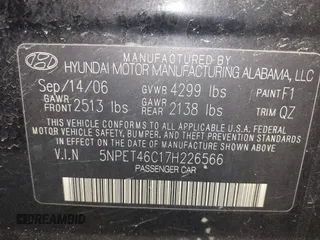 MANUFACTURED BY
HYUNDAI MOTOR MANUFACTURING ALABAMA, LLC
Sep/14/06 GVWR 4299 lbs PAINT F1
GAWR FRONT 2513 lbs GAWR REAR 2138 lbs TRIM QZ
THIS VEHICLE CONFORMS TO ALL APPLICABLE FEDERAL MOTOR VEHICLE
SAFETY, BUMPER, AND THEFT PREVENTION STANDARDS
IN EFFECT ON THE DATE OF MANUFACTURE SHOWN ABOVE.
V.I.N 5NPET46C17H226566
PASSENGER CAR
©DREAMBID